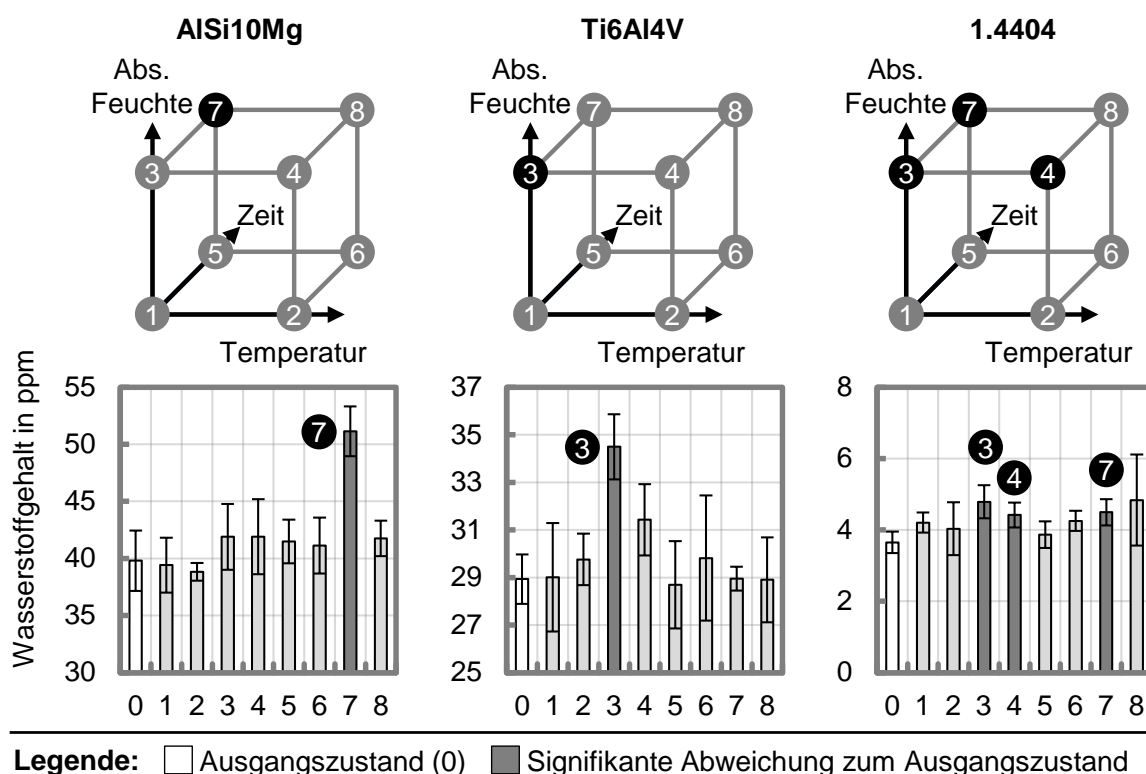 AlSi10Mg
Ti6Al4V
1.4404
Abs.
Feuchte
7
8
3
4
Zeit
5
6
1
2
Temperatur
Abs.
Feuchte
7
8
3
4
Zeit
5
6
1
2
Temperatur
Abs.
Feuchte
7
8
3
4
Zeit
5
6
1
2
Temperatur
Wasserstoffgehalt in ppm
55
50
45
40
35
30
7
0 1 2 3 4 5 6 7 8
37
35
33
31
29
27
25
3
0 1 2 3 4 5 6 7 8
8
6
4
2
0
3
4
7
0 1 2 3 4 5 6 7 8
Legende: Ausgangszustand (0) Signifikante Abweichung zum Ausgangszustand